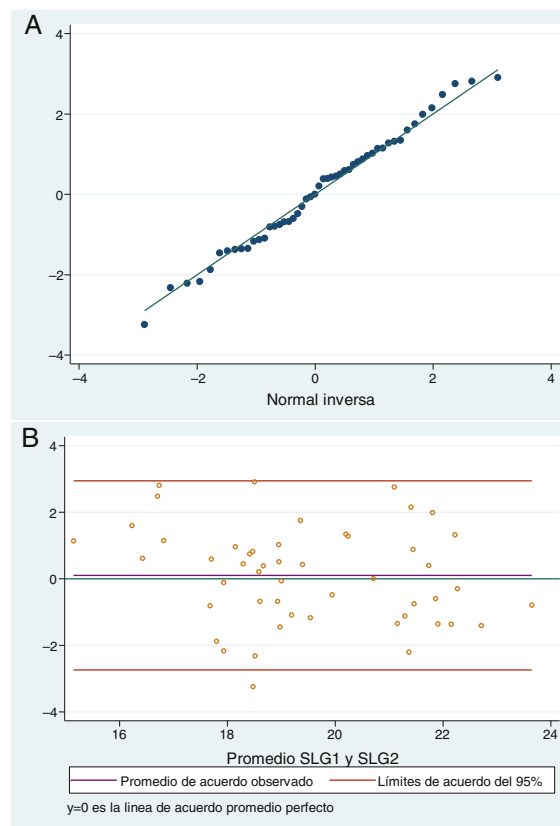 A
4
2
0
−2
−4
−4
−2
0
2
4
Normal inversa
B
4
2
0
−2
−4
16
18
20
22
24
Promedio SLG1 y SLG2
Promedio de acuerdo observado
Límites de acuerdo del 95%
y=0 es la linea de acuerdo promedio perfecto